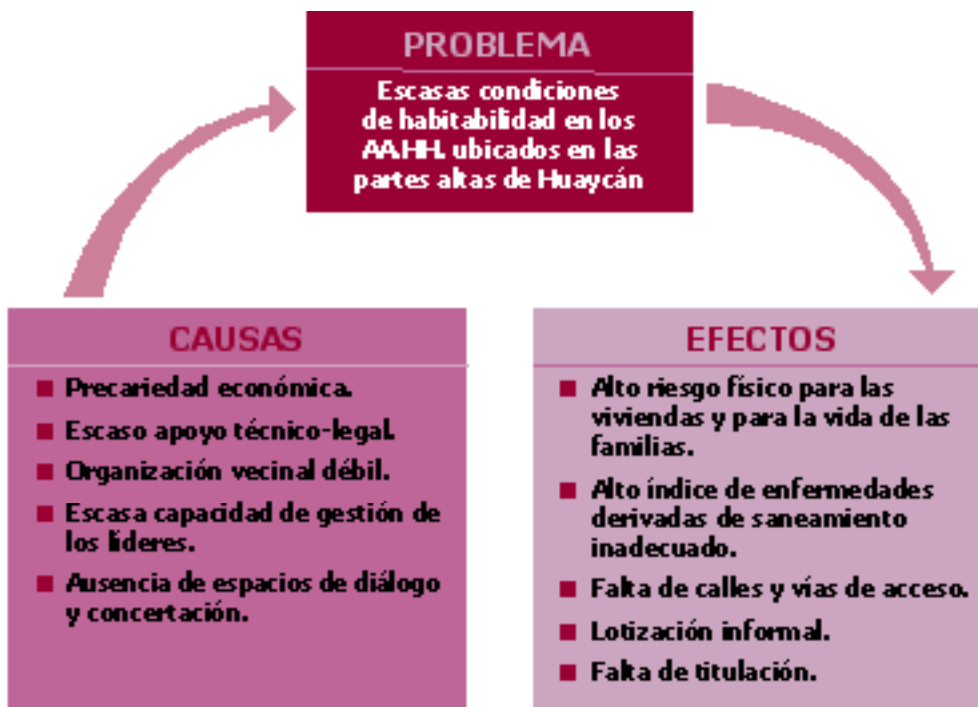 PROBLEMA
Escasas condiciones
de habitabilidad en los
AA.HH. ubicados en las
partes altas de Huaycán
CAUSAS
Precariedad económica.
Escaso apoyo técnico-legal.
Organización vecinal débil.
Escasa capacidad de gestión de
los líderes.
Ausencia de espacios de diálogo
y concertación.
EFECTOS
Alto riesgo físico para las
viviendas y para la vida de las
familias.
Alto índice de enfermedades
derivadas de saneamiento
inadecuado.
Falta de calles y vías de acceso.
Lotización informal.
Falta de titulación.